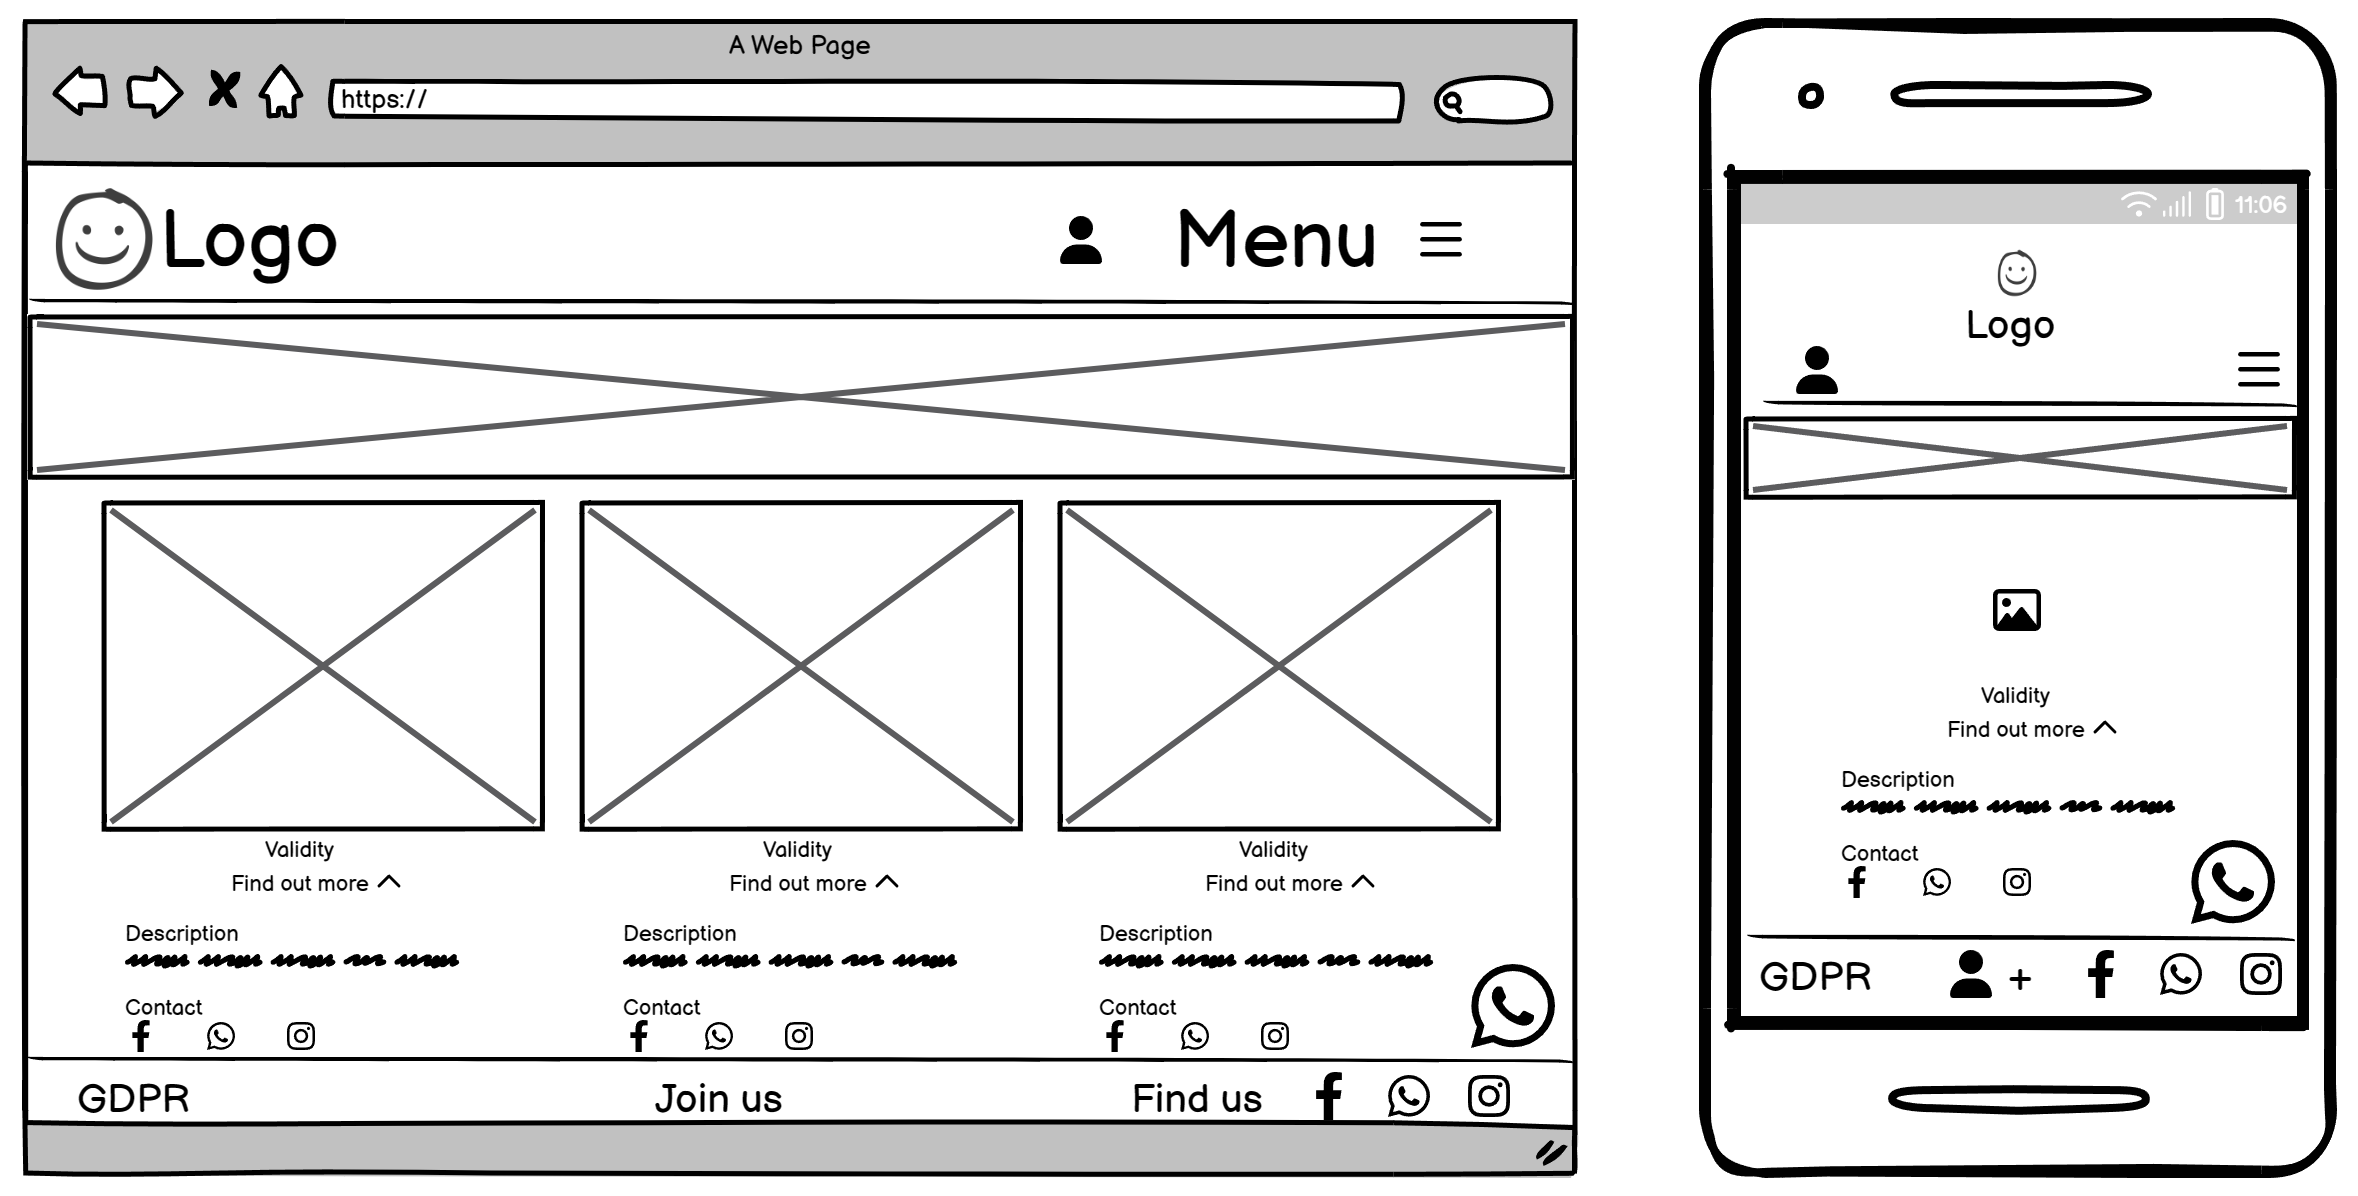 A Web Page
https://
Logo
Menu
Validity
Find out more
Description
Contact
Validity
Find out more
Description
Contact
Validity
Find out more
Description
Contact
GDPR
Join us
Find us
11:06
Logo
Validity
Find out more
Description
Contact
GDPR
+